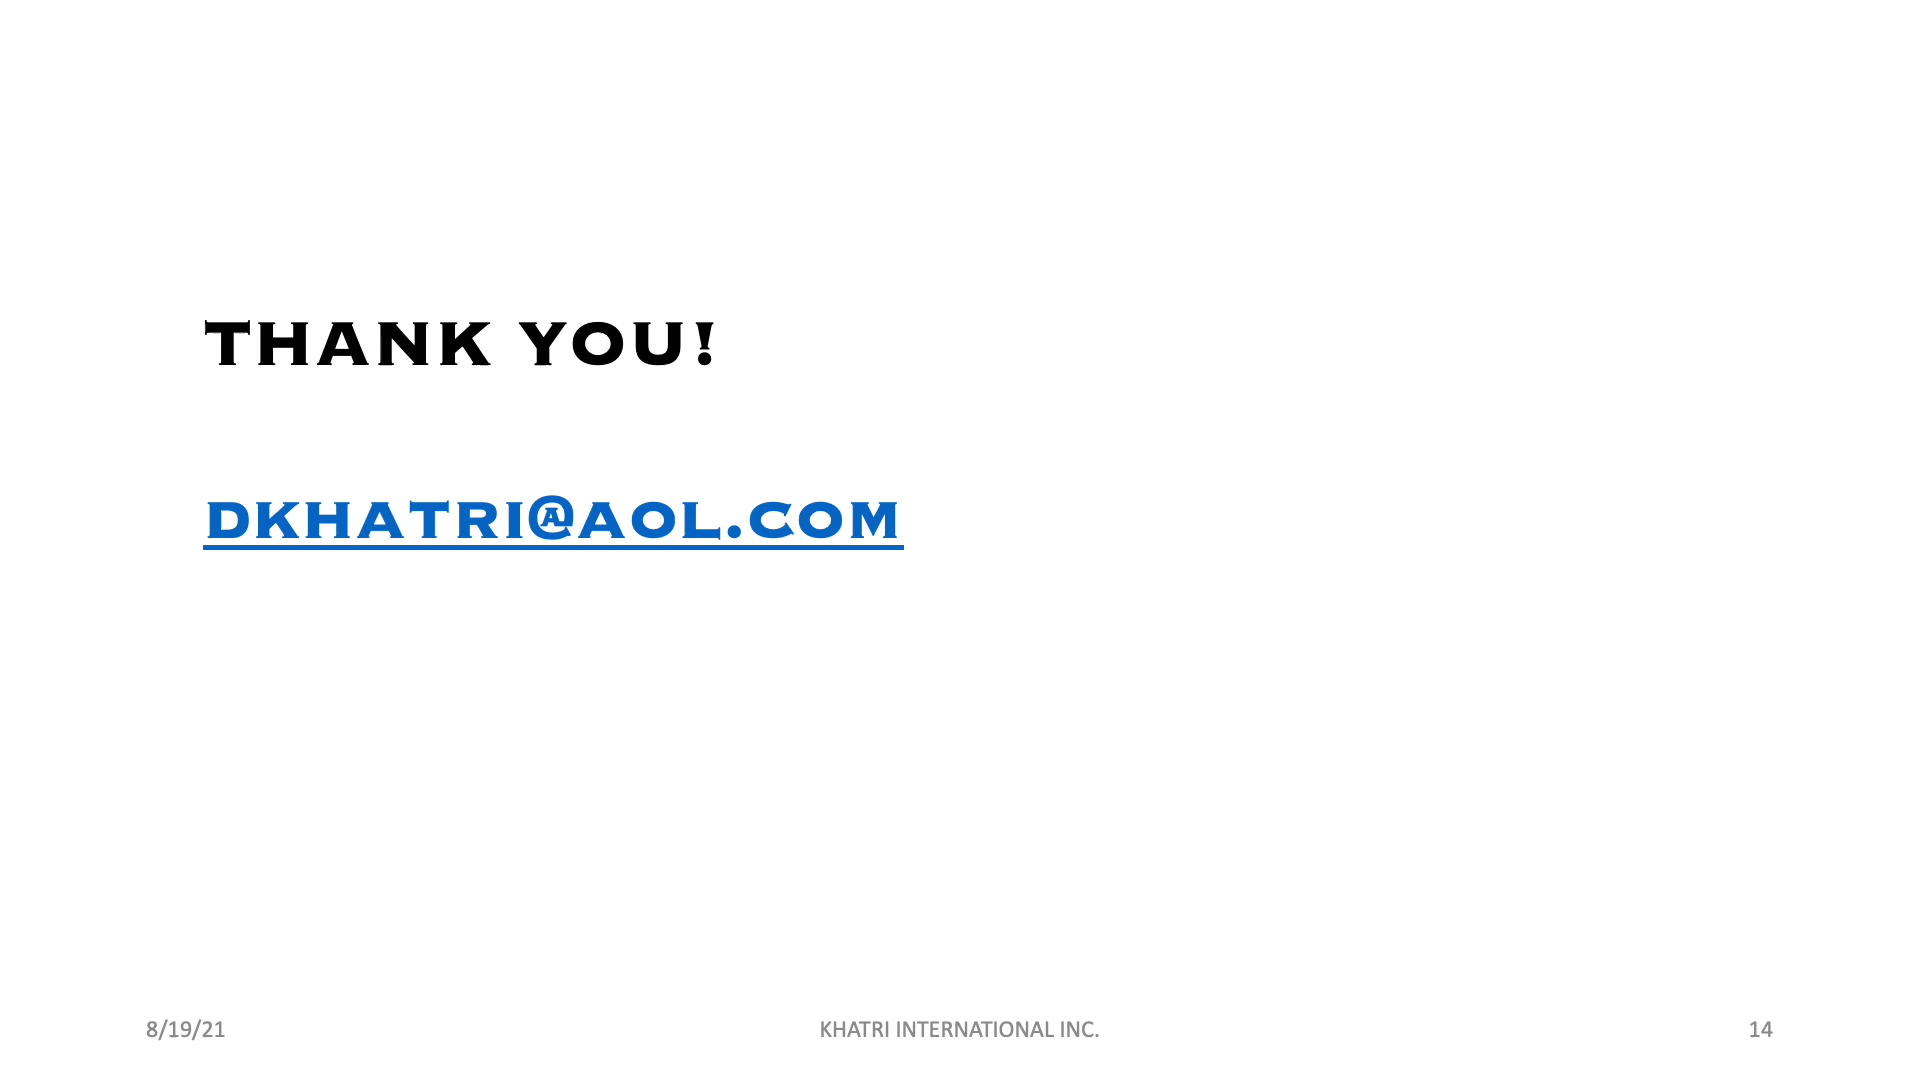 THANK YOU!
DKHATRI@AOL.COM
8/19/21
KHATRI INTERNATIONAL INC.
14